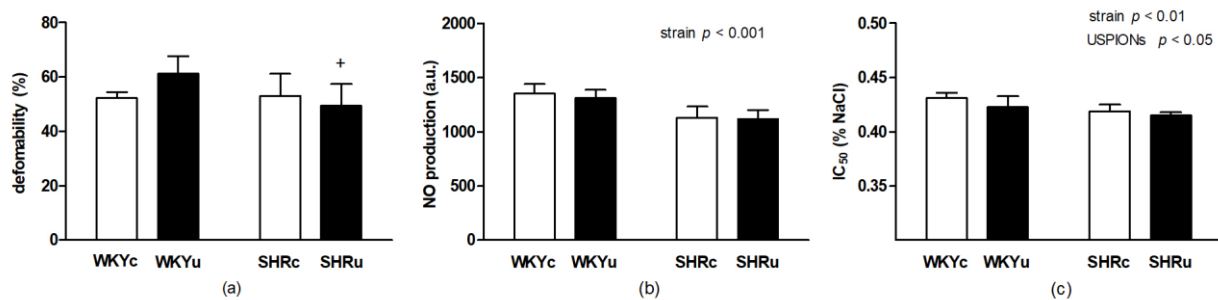 80
60
40
20
0
defomability (%)
+
WKYc WKYu SHRc SHRu
(a)
2000
1500
1000
500
0
NO production (a.u.)
strain p < 0.001
WKYc WKYu SHRc SHRu
(b)
0.50
0.45
0.40
0.35
IC50 (% NaCl)
strain p < 0.01
USPIONs p < 0.05
WKYc WKYu SHRc SHRu
(c)